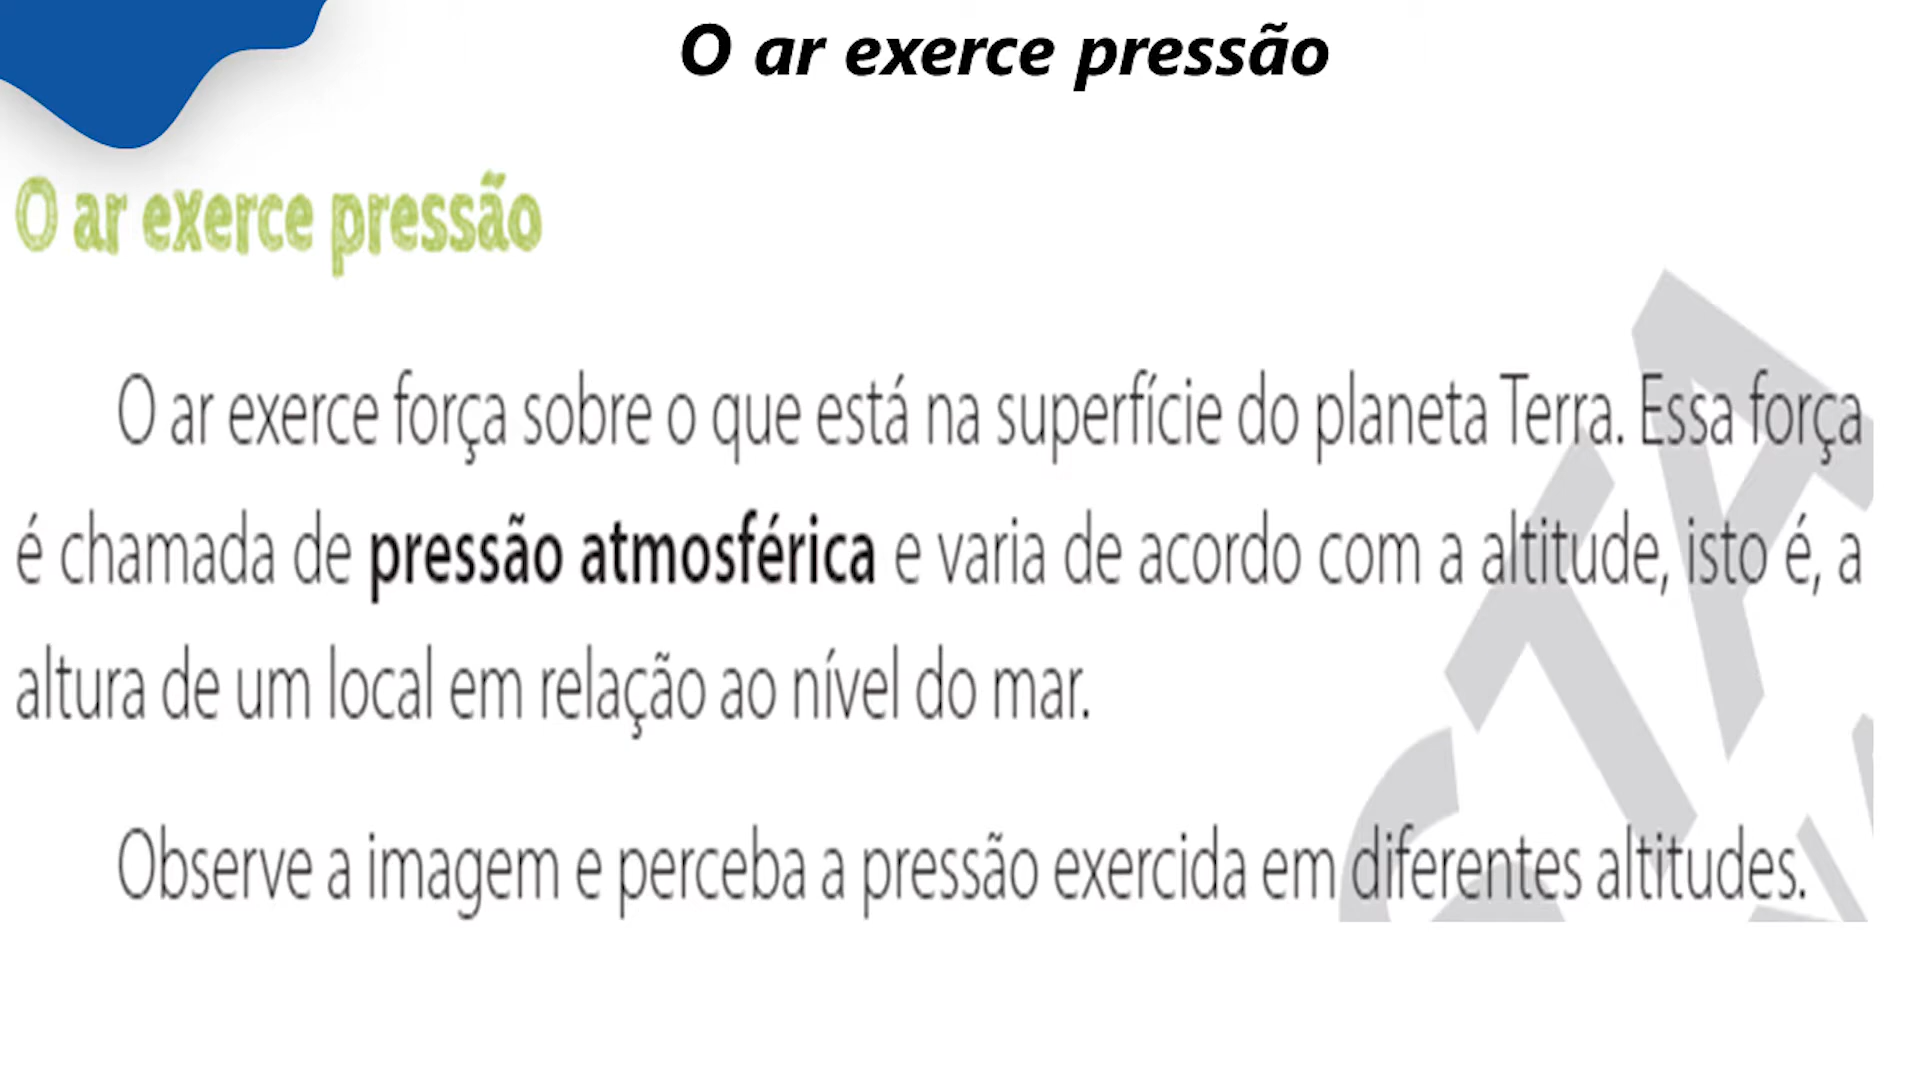 O ar exerce pressão
O ar exerce pressão
O ar exerce força sobre o que está na superfície do planeta Terra. Essa força
é chamada de pressão atmosférica e varia de acordo com a altitude, isto é, a
altura de um local em relação ao nível do mar.
Observe a imagem e perceba a pressão exercida em diferentes altitudes.